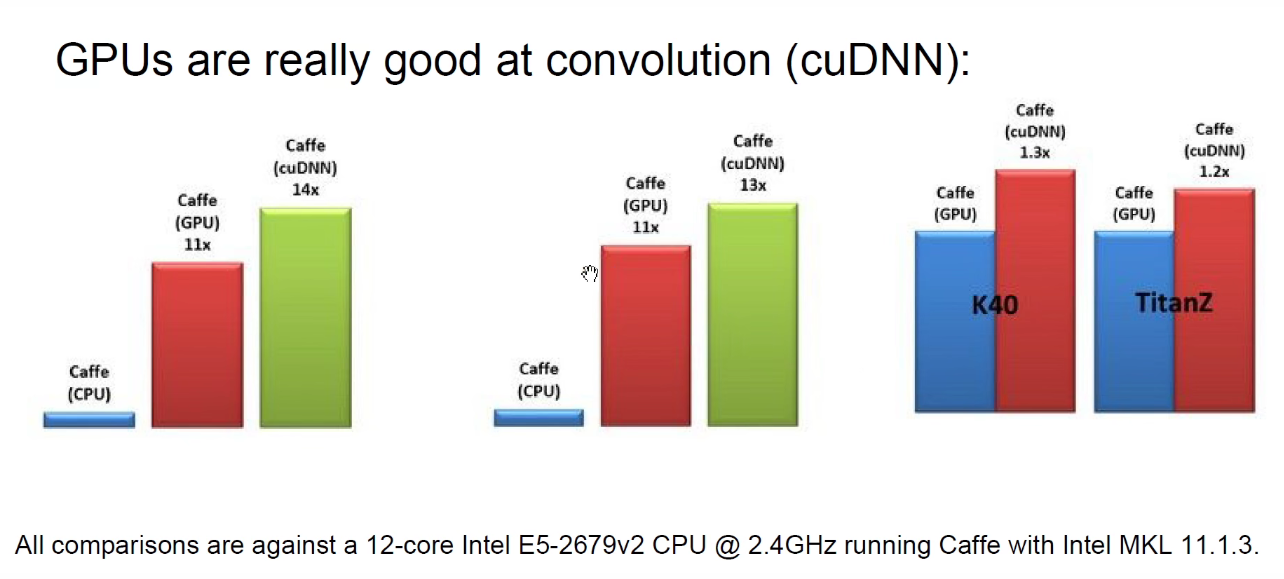 GPUs are really good at convolution (cuDNN):
Caffe
(CPU)
Caffe
(GPU)
11x
Caffe
(cuDNN)
14x
Caffe
(CPU)
Caffe
(GPU)
11x
Caffe
(cuDNN)
13x
Caffe
(GPU)
Caffe
(cuDNN)
1.3x
K40
Caffe
(GPU)
Caffe
(cuDNN)
1.2x
TitanZ
All comparisons are against a 12-core Intel E5-2679v2 CPU @ 2.4GHz running Caffe with Intel MKL 11.1.3.